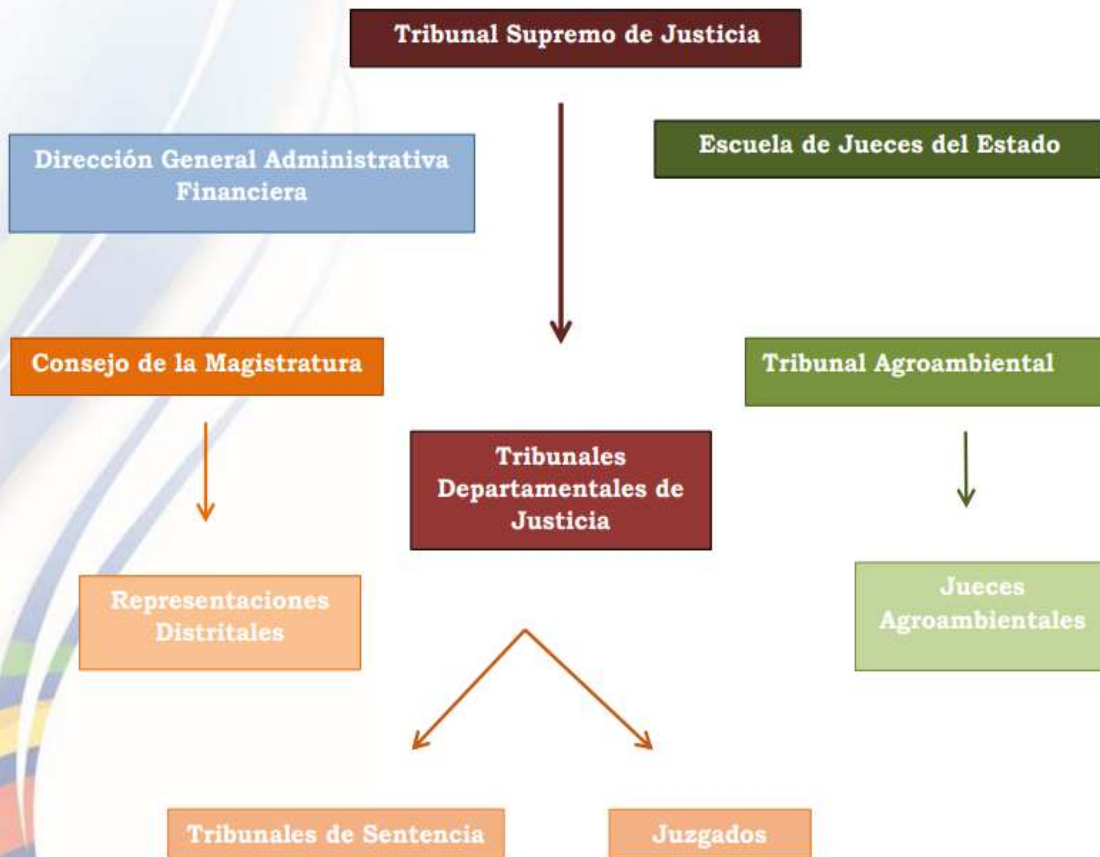 Tribunal Supremo de Justicia
Dirección General Administrativa
Financiera
Escuela de Jueces del Estado
Consejo de la Magistratura
Tribunal Agroambiental
Tribunales
Departamentales de
Justicia
Representaciones
Distritales
Jueces
Agroambientales
Tribunales de Sentencia
Juzgados